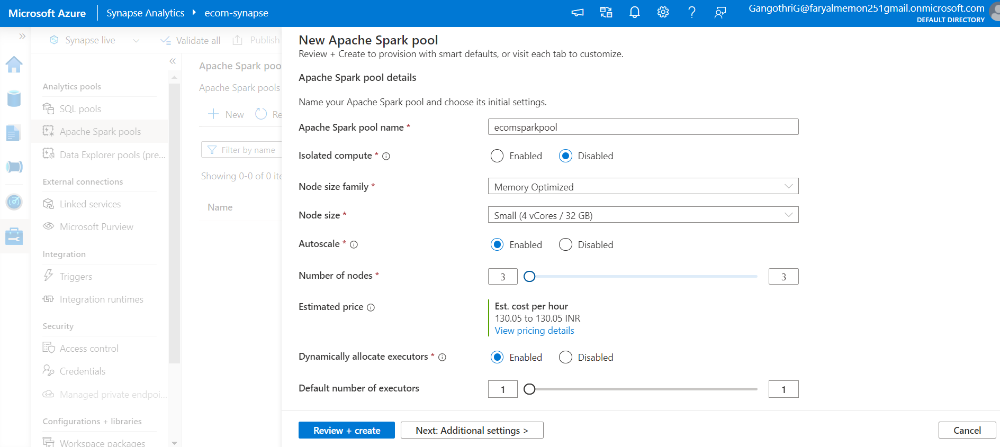 Microsoft Azure
Synapse Analytics
ecom-synapse
GangothriG@faryalmemon251gmail.onmicrosoft.com
DEFAULT DIRECTORY
Synapse live
Validate all
Publish
Analytics pools
SQL pools
Apache Spark pools
Data Explorer pools (pre...
External connections
Linked services
Microsoft Purview
Integration
Triggers
Integration runtimes
Security
Access control
Credentials
Managed private endpoi...
Configurations + libraries
Workspace packages
Apache Spark poo
Apache Spark pools
New
Re
Filter by name
Showing 0-0 of 0 ite
Name
New Apache Spark pool
Review + Create to provision with smart defaults, or visit each tab to customize.
Apache Spark pool details
Name your Apache Spark pool and choose its initial settings.
Apache Spark pool name * ecomsparkpool
Isolated compute * Enabled Disabled
Node size family * Memory Optimized
Node size * Small (4 vCores / 32 GB)
Autoscale * Enabled Disabled
Number of nodes * 3 3
Estimated price Est. cost per hour
130.05 to 130.05 INR
View pricing details
Dynamically allocate executors * Enabled Disabled
Default number of executors 1 1
Review + create
Next: Additional settings >
Cancel